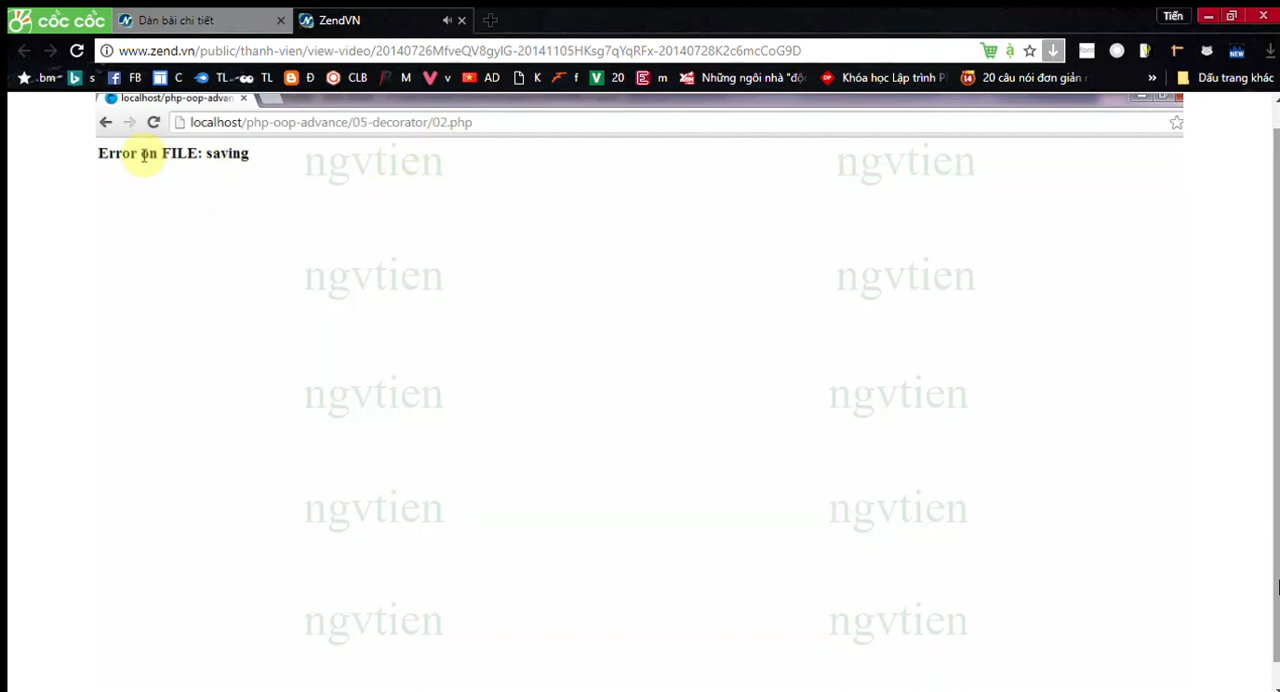 cốc cốc Dàn bài chi tiết ZendVN Tiến
www.zend.vn/public/thanh-vien/view-video/20140726MfveQV8gyIG-20141105HKsg7qYqRFx-20140728K2c6mcCoG9D
bm s FB C TL TL Đ CLB M v AD K f 20 m Những ngôi nhà "độc Khóa học Lập trình P 20 câu nói đơn giản » Dấu trang khác
localhost/php-oop-advan
localhost/php-oop-advance/05-decorator/02.php
Error on FILE: saving
ngvtien ngvtien
ngvtien ngvtien
ngvtien ngvtien
ngvtien ngvtien
ngvtien ngvtien